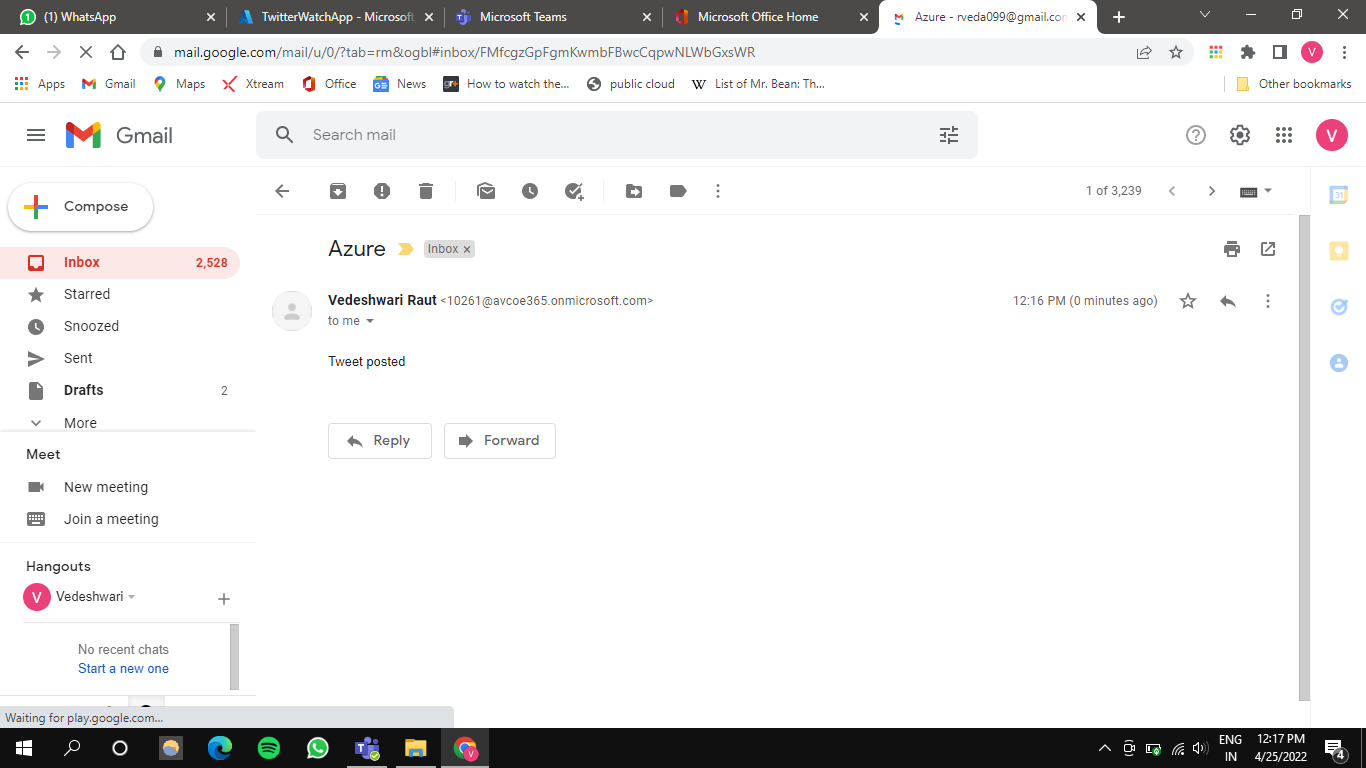 (1) WhatsApp
TwitterWatchApp - Microsoft
Microsoft Teams
Microsoft Office Home
Azure - rveda099@gmail.com
mail.google.com/mail/u/0/?tab=rm&ogbl#inbox/FMfcgzGpFgmKwmbFBwcCqpwNLWbGxsWR
V
Apps
Gmail
Maps
Xtream
Office
News
How to watch the...
public cloud
W List of Mr. Bean: Th...
Other bookmarks
Gmail
Search mail
V
Compose
1 of 3,239
Inbox 2,528
Starred
Snoozed
Sent
Drafts 2
More
Azure
Inbox ×
Vedeshwari Raut <10261@avcoe365.onmicrosoft.com>
12:16 PM (0 minutes ago)
to me
Tweet posted
Reply
Forward
Meet
New meeting
Join a meeting
Hangouts
V Vedeshwari
No recent chats
Start a new one
31
Waiting for play.google.com...
ENG
IN
12:17 PM
4/25/2022
4